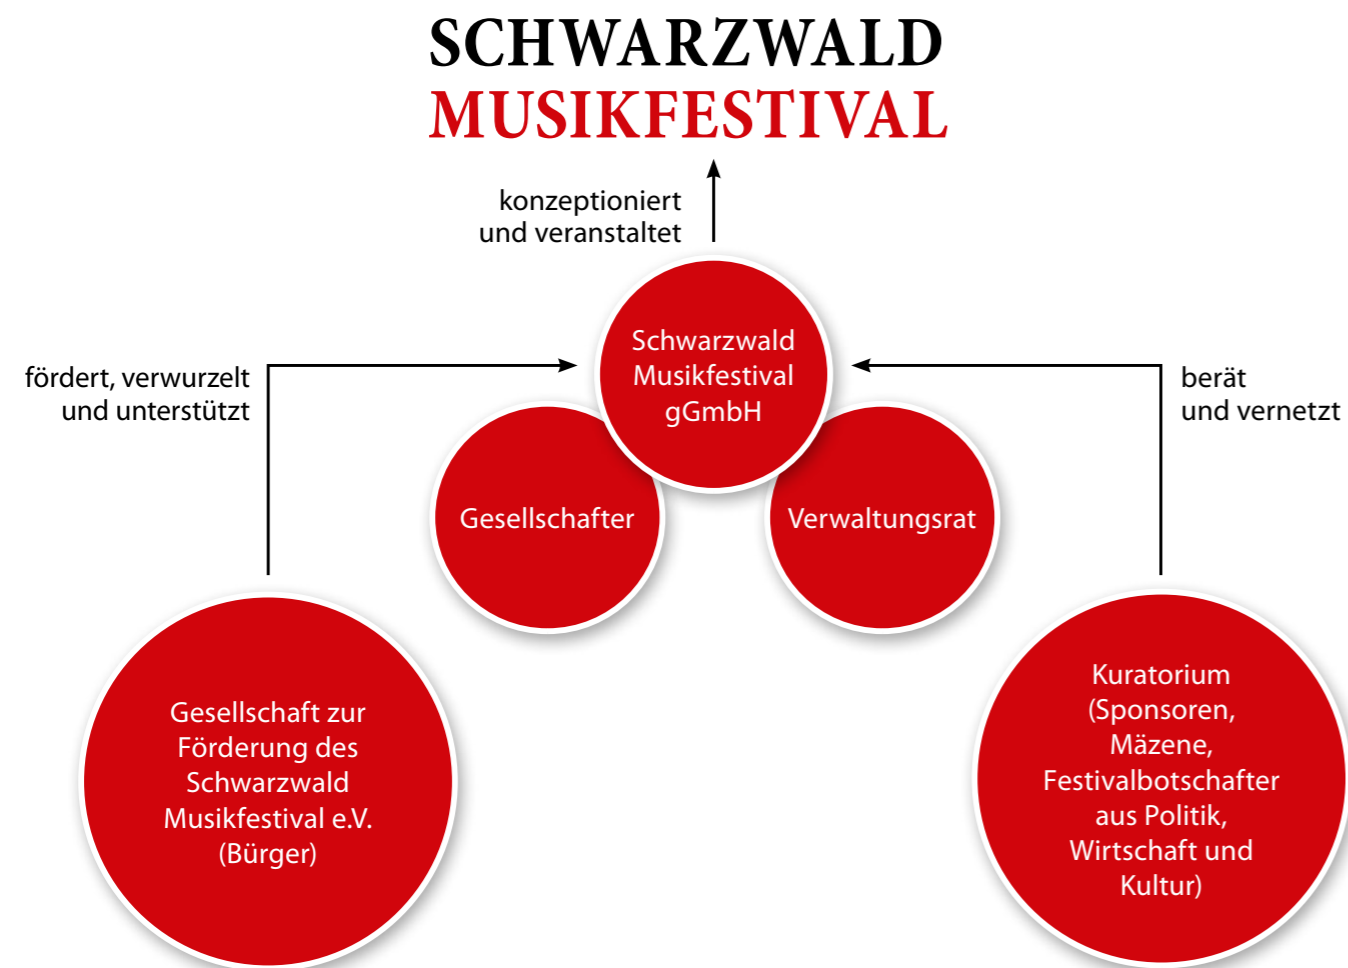 SCHWARZWALD
MUSIKFESTIVAL
konzeptioniert
und veranstaltet
Schwarzwald
Musikfestival
gGmbH
fördert, verwurzelt
und unterstützt
berät
und vernetzt
Gesellschafter
Verwaltungsrat
Gesellschaft zur
Förderung des
Schwarzwald
Musikfestival e.V.
(Bürger)
Kuratorium
(Sponsoren,
Mäzene,
Festivalbotschafter
aus Politik,
Wirtschaft und
Kultur)